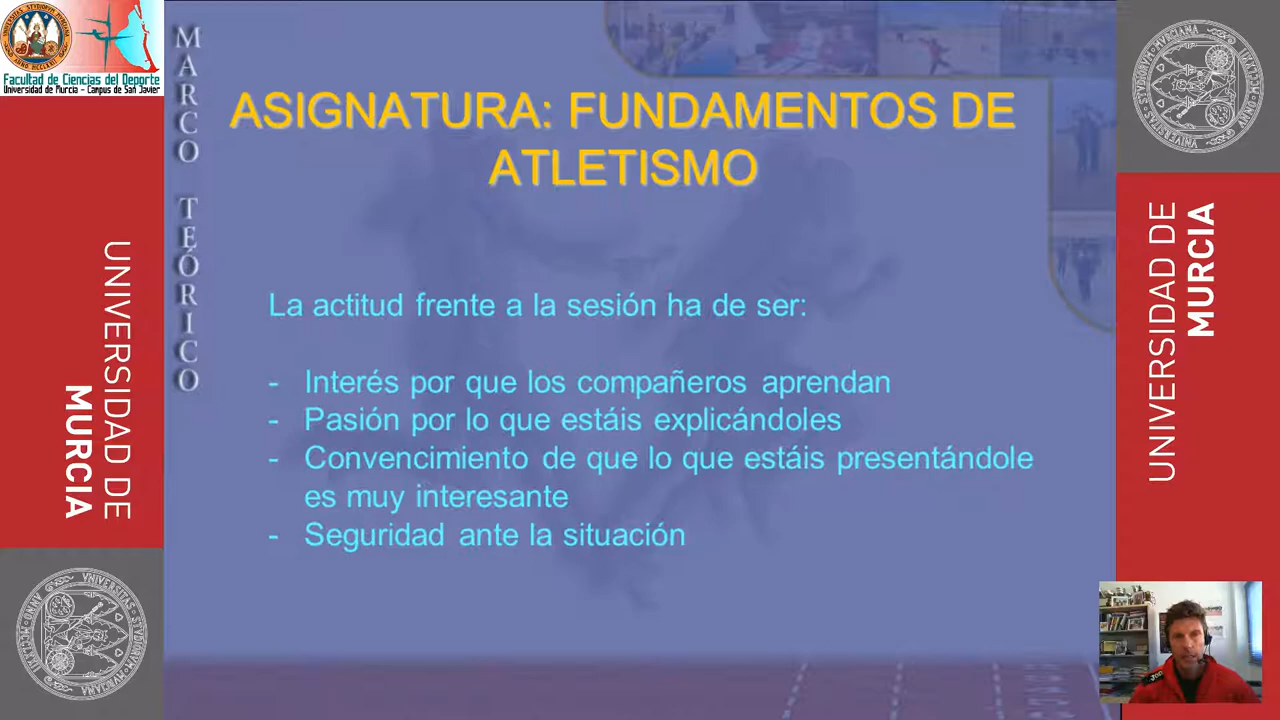 Facultad de Ciencias del Deporte
Universidad de Murcia - Campus de San Javier
MARCO TEÓRICO
ASIGNATURA: FUNDAMENTOS DE
ATLETISMO
La actitud frente a la sesión ha de ser:
- Interés por que los compañeros aprendan
- Pasión por lo que estáis explicándoles
- Convencimiento de que lo que estáis presentándole
es muy interesante
- Seguridad ante la situación
UNIVERSIDAD DE
MURCIA
UNIVERSIDAD DE
MURCIA